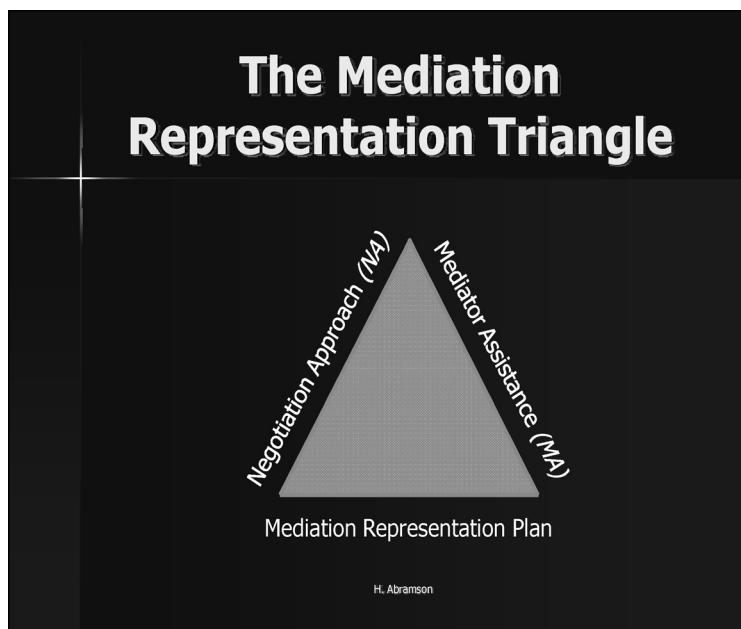 The Mediation
Representation Triangle
Negotiation Approach (NA)
Mediator Assistance (MA)
Mediation Representation Plan
H. Abramson